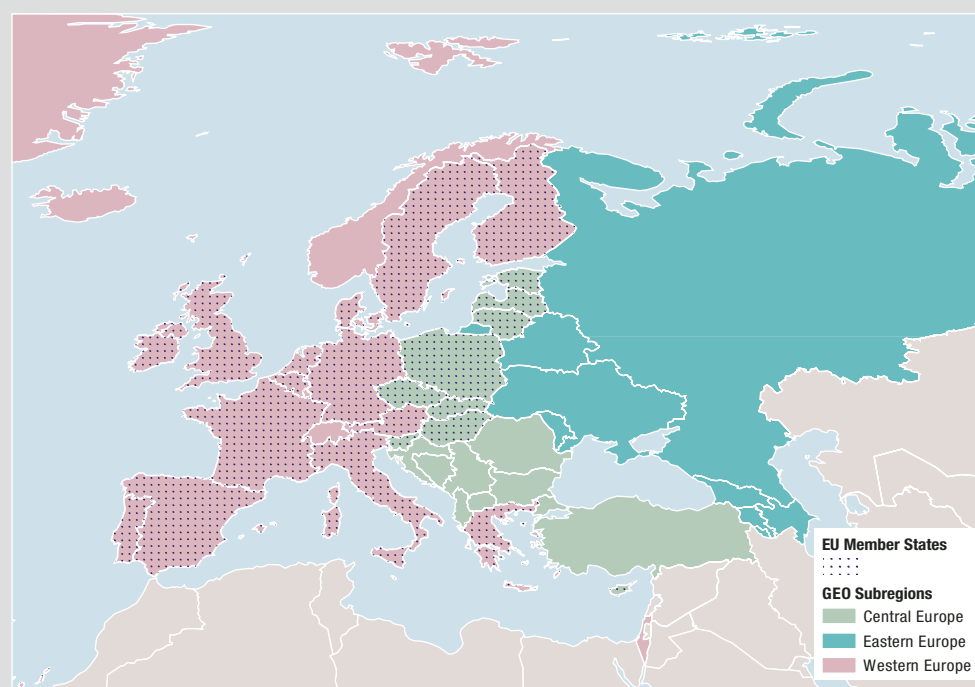 EU Member States
GEO Subregions
Central Europe
Eastern Europe
Western Europe